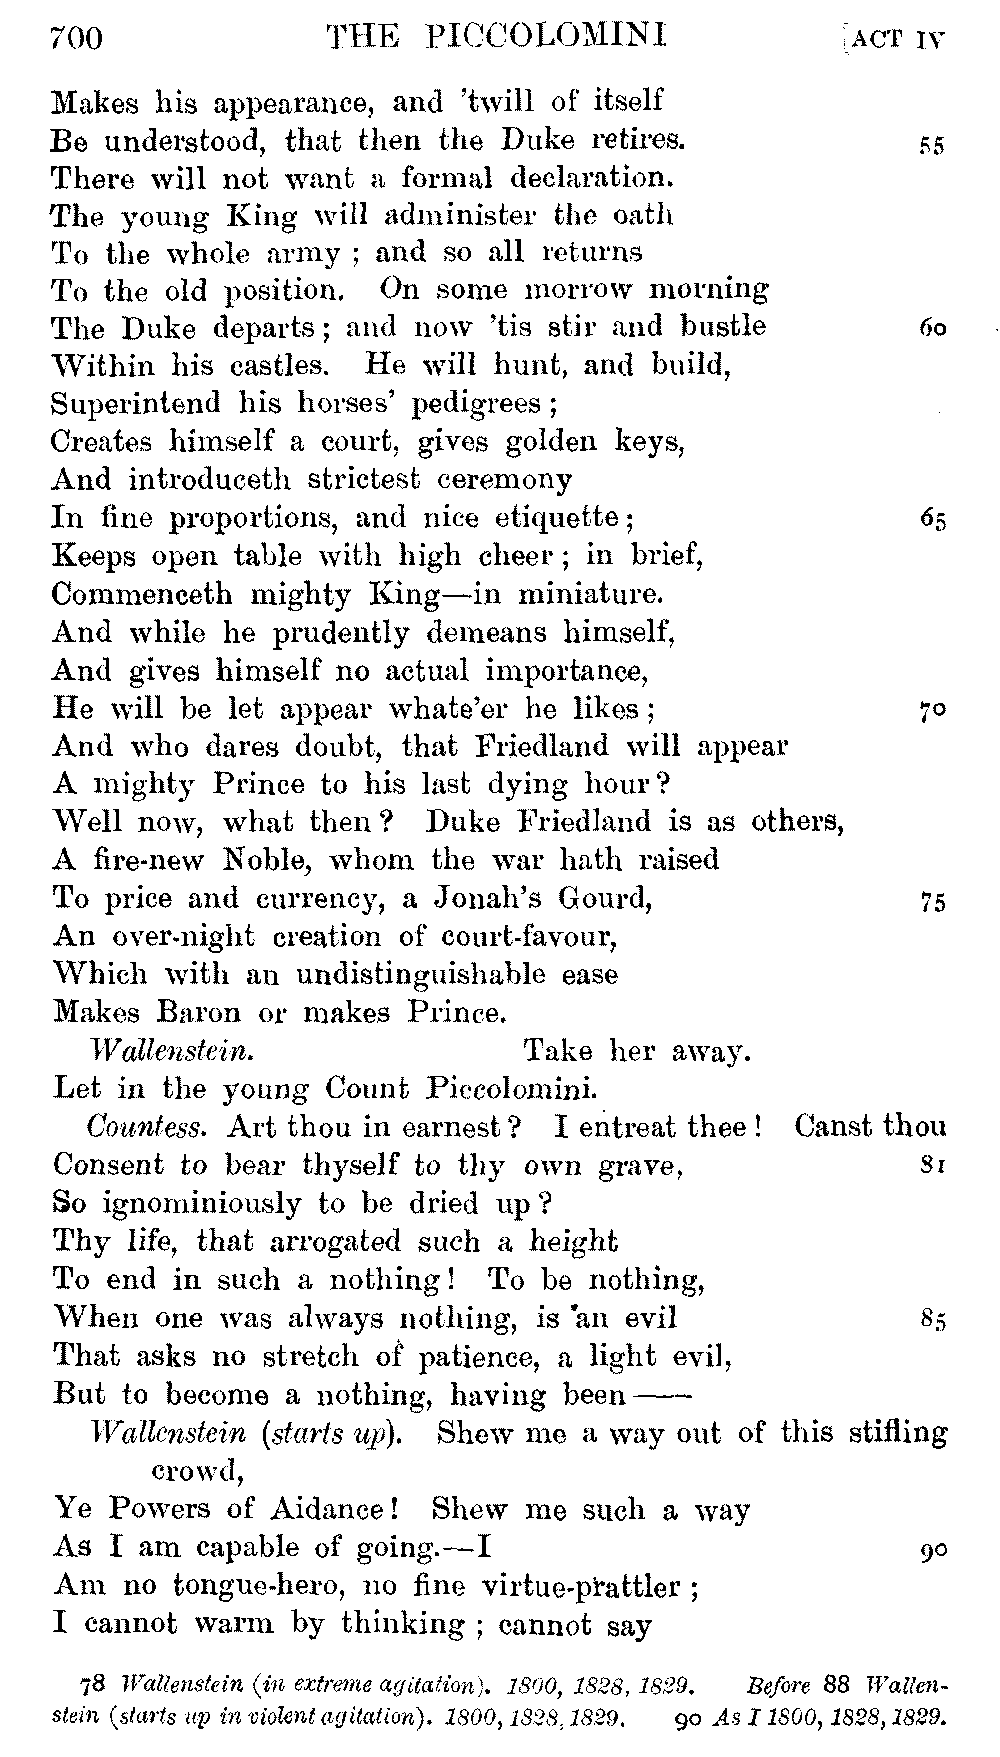 700 THE PICCOLOMINI [ACT IV
Makes his appearance, and 'twill of itself
Be understood, that then the Duke retires. 55
There will not want a formal declaration.
The young King will administer the oath
To the whole army ; and so all returns
To the old position. On some morrow morning
The Duke departs ; and now 'tis stir and bustle 60
Within his castles. He will hunt, and build,
Superintend his horses' pedigrees ;
Creates himself a court, gives golden keys,
And introduceth strictest ceremony
In fine proportions, and nice etiquette ; 65
Keeps open table with high cheer ; in brief,
Commenceth mighty King—in miniature.
And while he prudently demeans himself,
And gives himself no actual importance,
He will be let appear whate'er he likes ; 70
And who dares doubt, that Friedland will appear
A mighty Prince to his last dying hour ?
Well now, what then ? Duke Friedland is as others,
A fire-new Noble, whom the war hath raised
To price and currency, a Jonah's Gourd, 75
An over-night creation of court-favour,
Which with an undistinguishable ease
Makes Baron or makes Prince.
Wallenstein. Take her away.
Let in the young Count Piccolomini.
Countess. Art thou in earnest ? I entreat thee ! Canst thou
Consent to bear thyself to thy own grave, 81
So ignominiously to be dried up ?
Thy life, that arrogated such a height
To end in such a nothing ! To be nothing,
When one was always nothing, is an evil 85
That asks no stretch of patience, a light evil,
But to become a nothing, having been ——
Wallenstein (starts up). Shew me a way out of this stifling
crowd,
Ye Powers of Aidance ! Shew me such a way
As I am capable of going.—I 90
Am no tongue-hero, no fine virtue-prattler ;
I cannot warm by thinking ; cannot say
78 Wallenstein (in extreme agitation). 1800, 1828, 1829. Before 88 Wallen-
stein (starts up in violent agitation). 1800, 1828, 1829. 90 As I 1800, 1828, 1829.